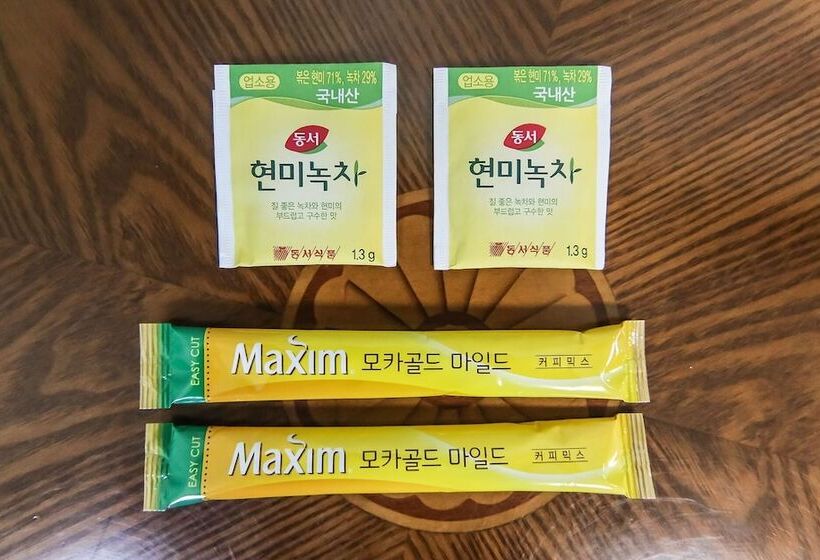 업소용
볶은 현미 71%, 녹차 29%
국내산
동서
현미녹차
질 좋은 녹차와 현미의
부드럽고 구수한 맛
동서식품
1.3 g
업소용
볶은 현미 71%, 녹차 29%
국내산
동서
현미녹차
질 좋은 녹차와 현미의
부드럽고 구수한 맛
동서식품
1.3 g
EASY CUT
Maxim 모카골드 마일드
커피믹스
EASY CUT
Maxim 모카골드 마일드
커피믹스